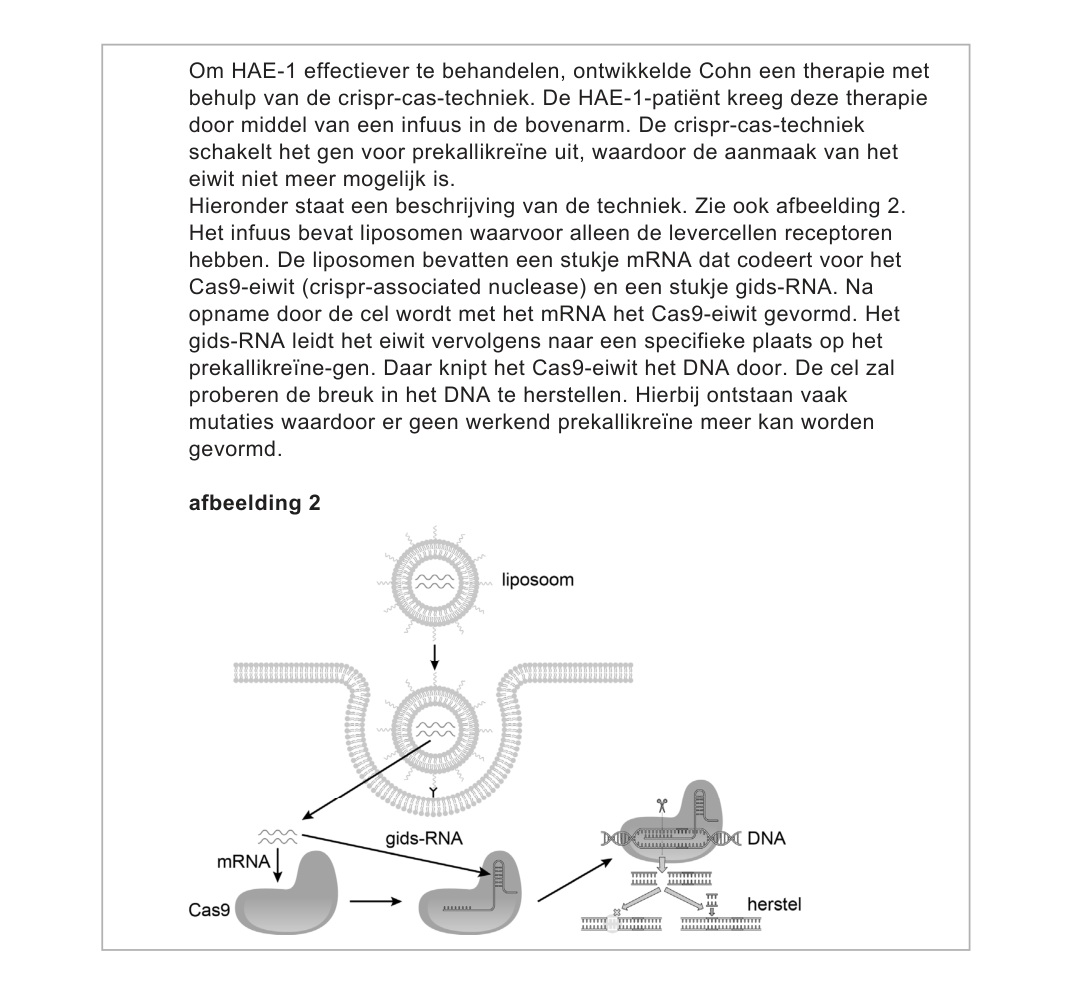 Om HAE-1 effectiever te behandelen, ontwikkelde Cohn een therapie met
behulp van de crispr-cas-techniek. De HAE-1-patiënt kreeg deze therapie
door middel van een infuus in de bovenarm. De crispr-cas-techniek
schakelt het gen voor prekallikreïne uit, waardoor de aanmaak van het
eiwit niet meer mogelijk is.
Hieronder staat een beschrijving van de techniek. Zie ook afbeelding 2.
Het infuus bevat liposomen waarvoor alleen de levercellen receptoren
hebben. De liposomen bevatten een stukje mRNA dat codeert voor het
Cas9-eiwit (crispr-associated nuclease) en een stukje gids-RNA. Na
opname door de cel wordt met het mRNA het Cas9-eiwit gevormd. Het
gids-RNA leidt het eiwit vervolgens naar een specifieke plaats op het
prekallikreïne-gen. Daar knipt het Cas9-eiwit het DNA door. De cel zal
proberen de breuk in het DNA te herstellen. Hierbij ontstaan vaak
mutaties waardoor er geen werkend prekallikreïne meer kan worden
gevormd.
afbeelding 2
liposoom
gids-RNA
DNA
mRNA
Cas9
herstel